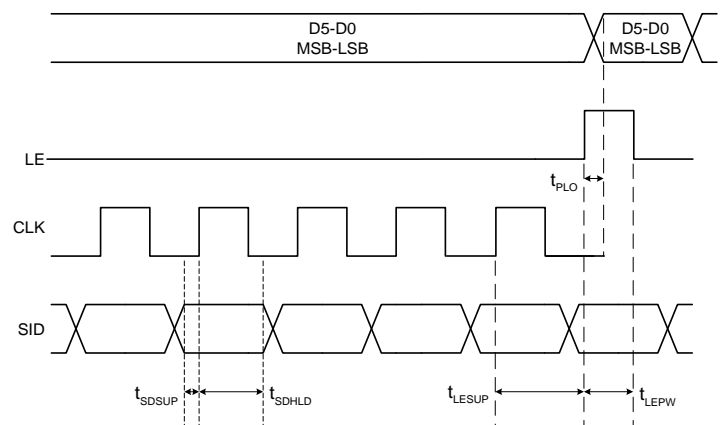 D5-D0
MSB-LSB
D5-D0
MSB-LSB
LE
tPLO
CLK
SID
tSDSUP
tSDHLD
tLESUP
tLEPW